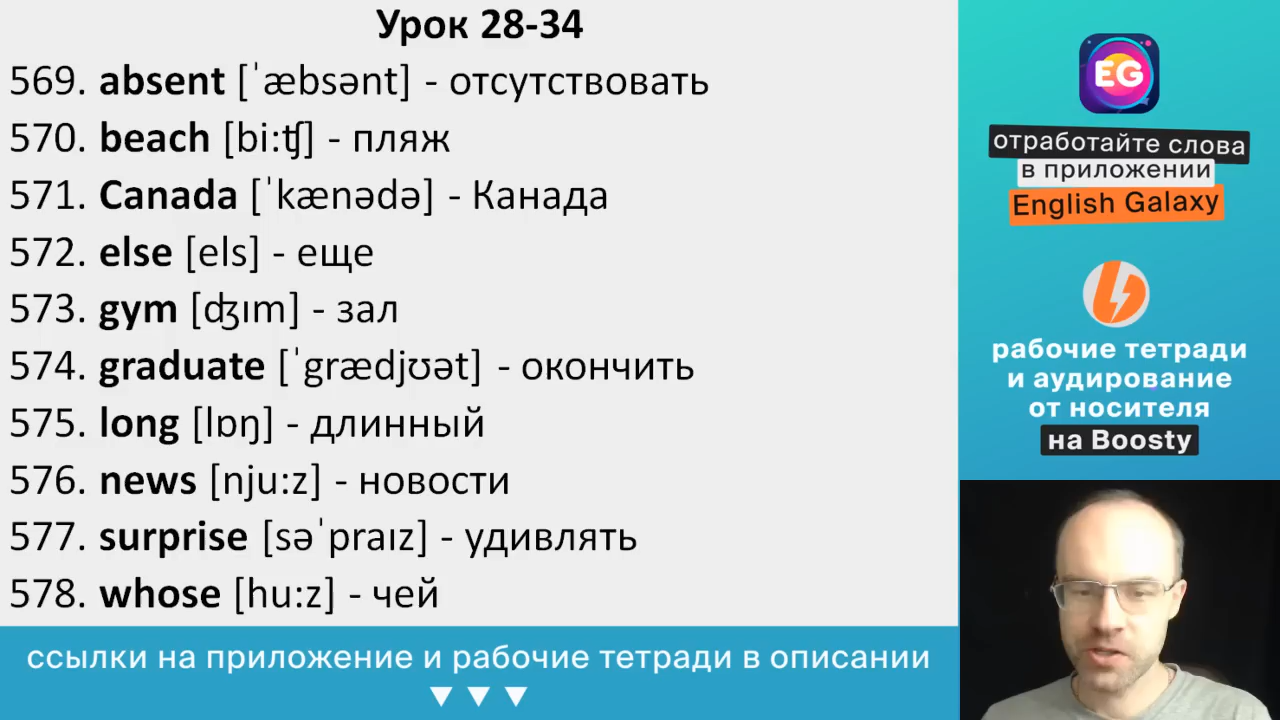 Урок 28-34
569. absent [ˈæbsənt] - отсутствовать
570. beach [bi:ʧ] - пляж
571. Canada [ˈkænədə] - Канада
572. else [els] - еще
573. gym [ʤɪm] - зал
574. graduate [ˈgrædjʊət] - окончить
575. long [lɒŋ] - длинный
576. news [nju:z] - новости
577. surprise [səˈpraɪz] - удивлять
578. whose [hu:z] - чей
ссылки на приложение и рабочие тетради в описании
EG
отработайте слова
в приложении
English Galaxy
рабочие тетради
и аудирование
от носителя
на Boosty